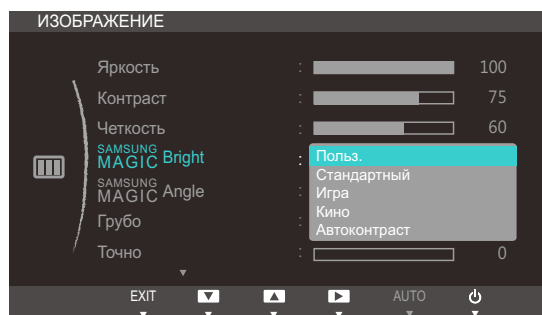 ИЗОБРАЖЕНИЕ
Яркость : 100
Контраст : 75
Четкость : 60
SAMSUNG MAGIC Bright :
Польз.
Стандартный
Игра
Кино
Автоконтраст
SAMSUNG MAGIC Angle :
Грубо :
Точно : 0
EXIT AUTO